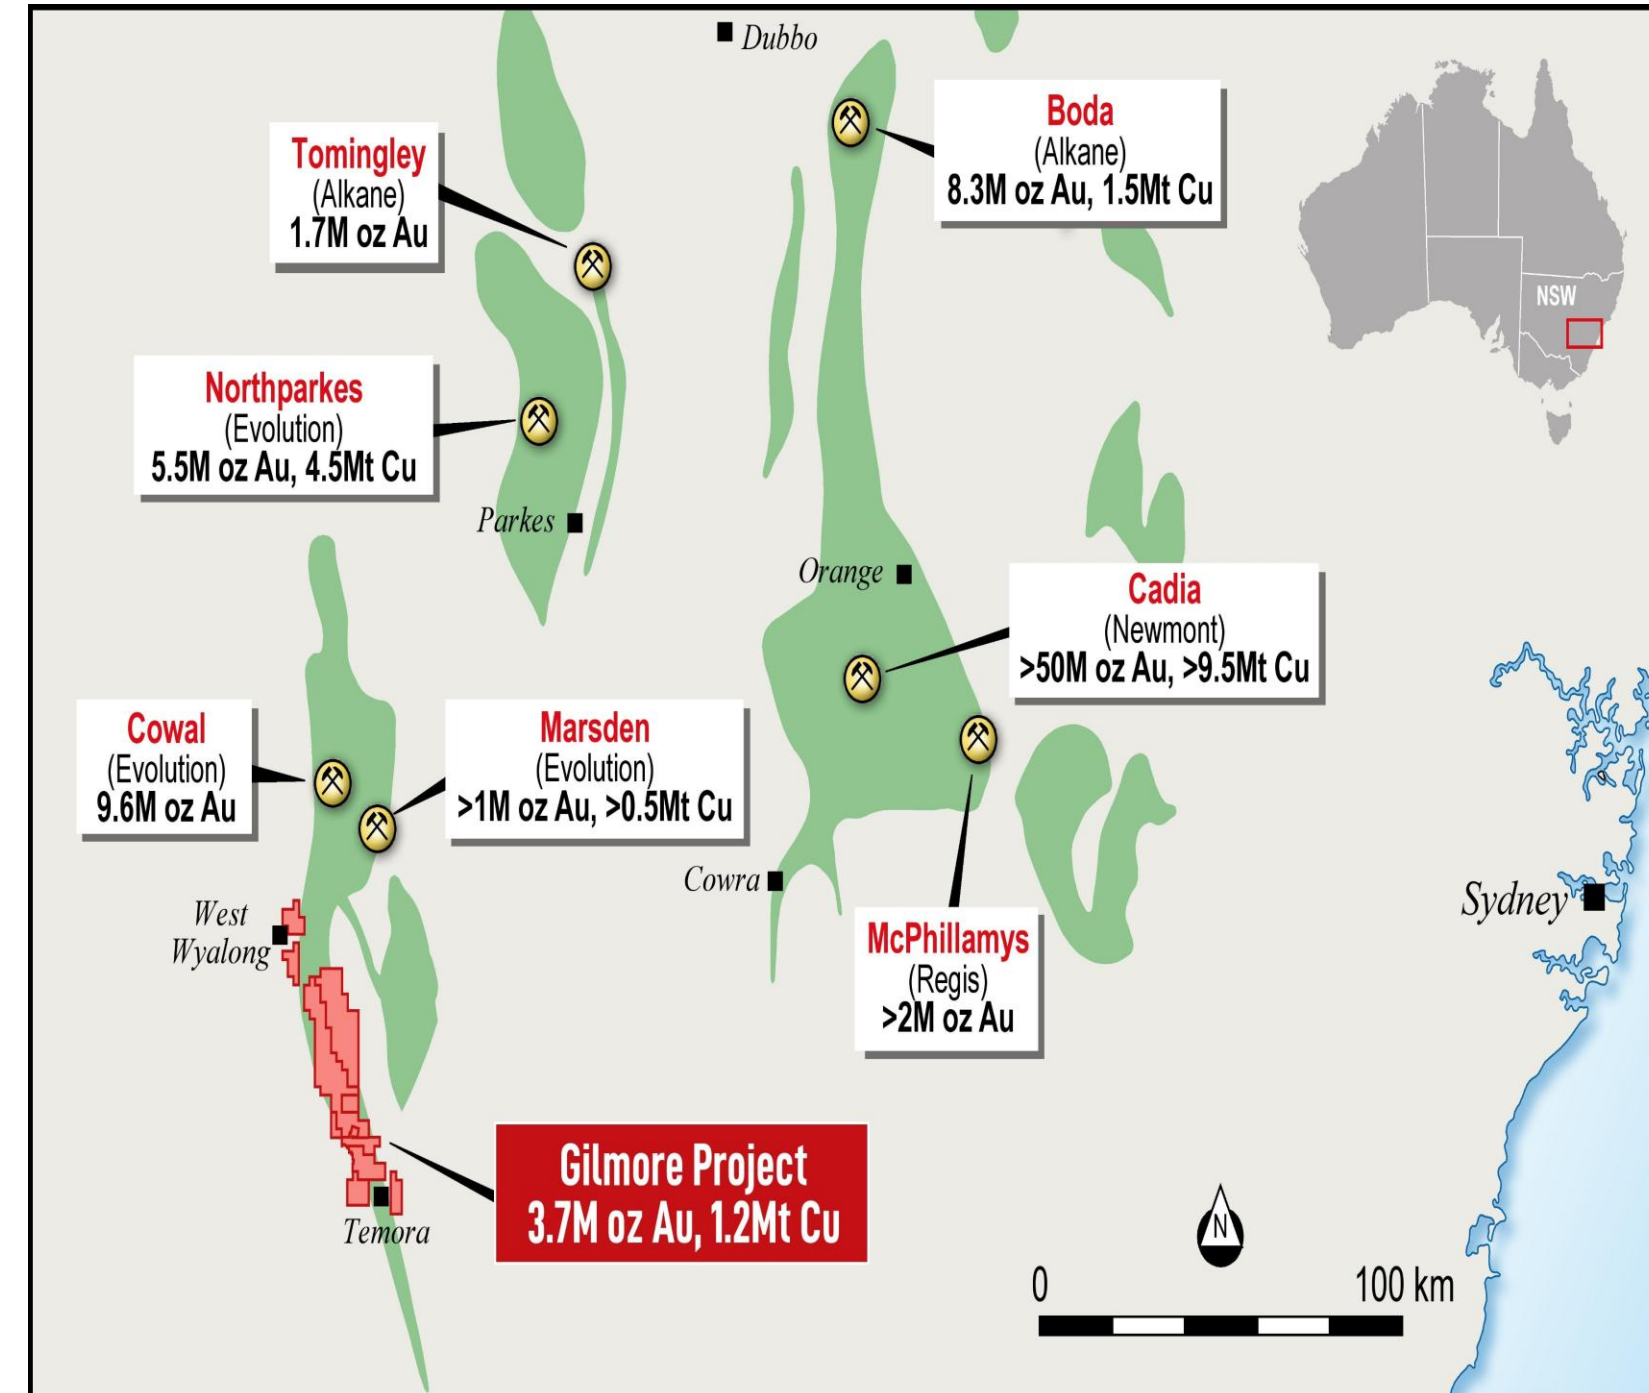 Dubbo
Tomingley
(Alkane)
1.7M oz Au
Boda
(Alkane)
8.3M oz Au, 1.5Mt Cu
NSW
Northparkes
(Evolution)
5.5M oz Au, 4.5Mt Cu
Parkes
Orange
Cadia
(Newmont)
>50M oz Au, >9.5Mt Cu
Cowal
(Evolution)
9.6M oz Au
Marsden
(Evolution)
>1M oz Au, >0.5Mt Cu
Cowra
Sydney
West
Wyalong
McPhillamys
(Regis)
>2M oz Au
Gilmore Project
3.7M oz Au, 1.2Mt Cu
Temora
N
0 100 km